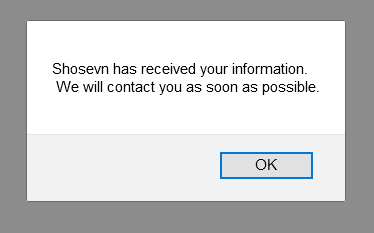 Shosevn has received your information.
We will contact you as soon as possible.
OK